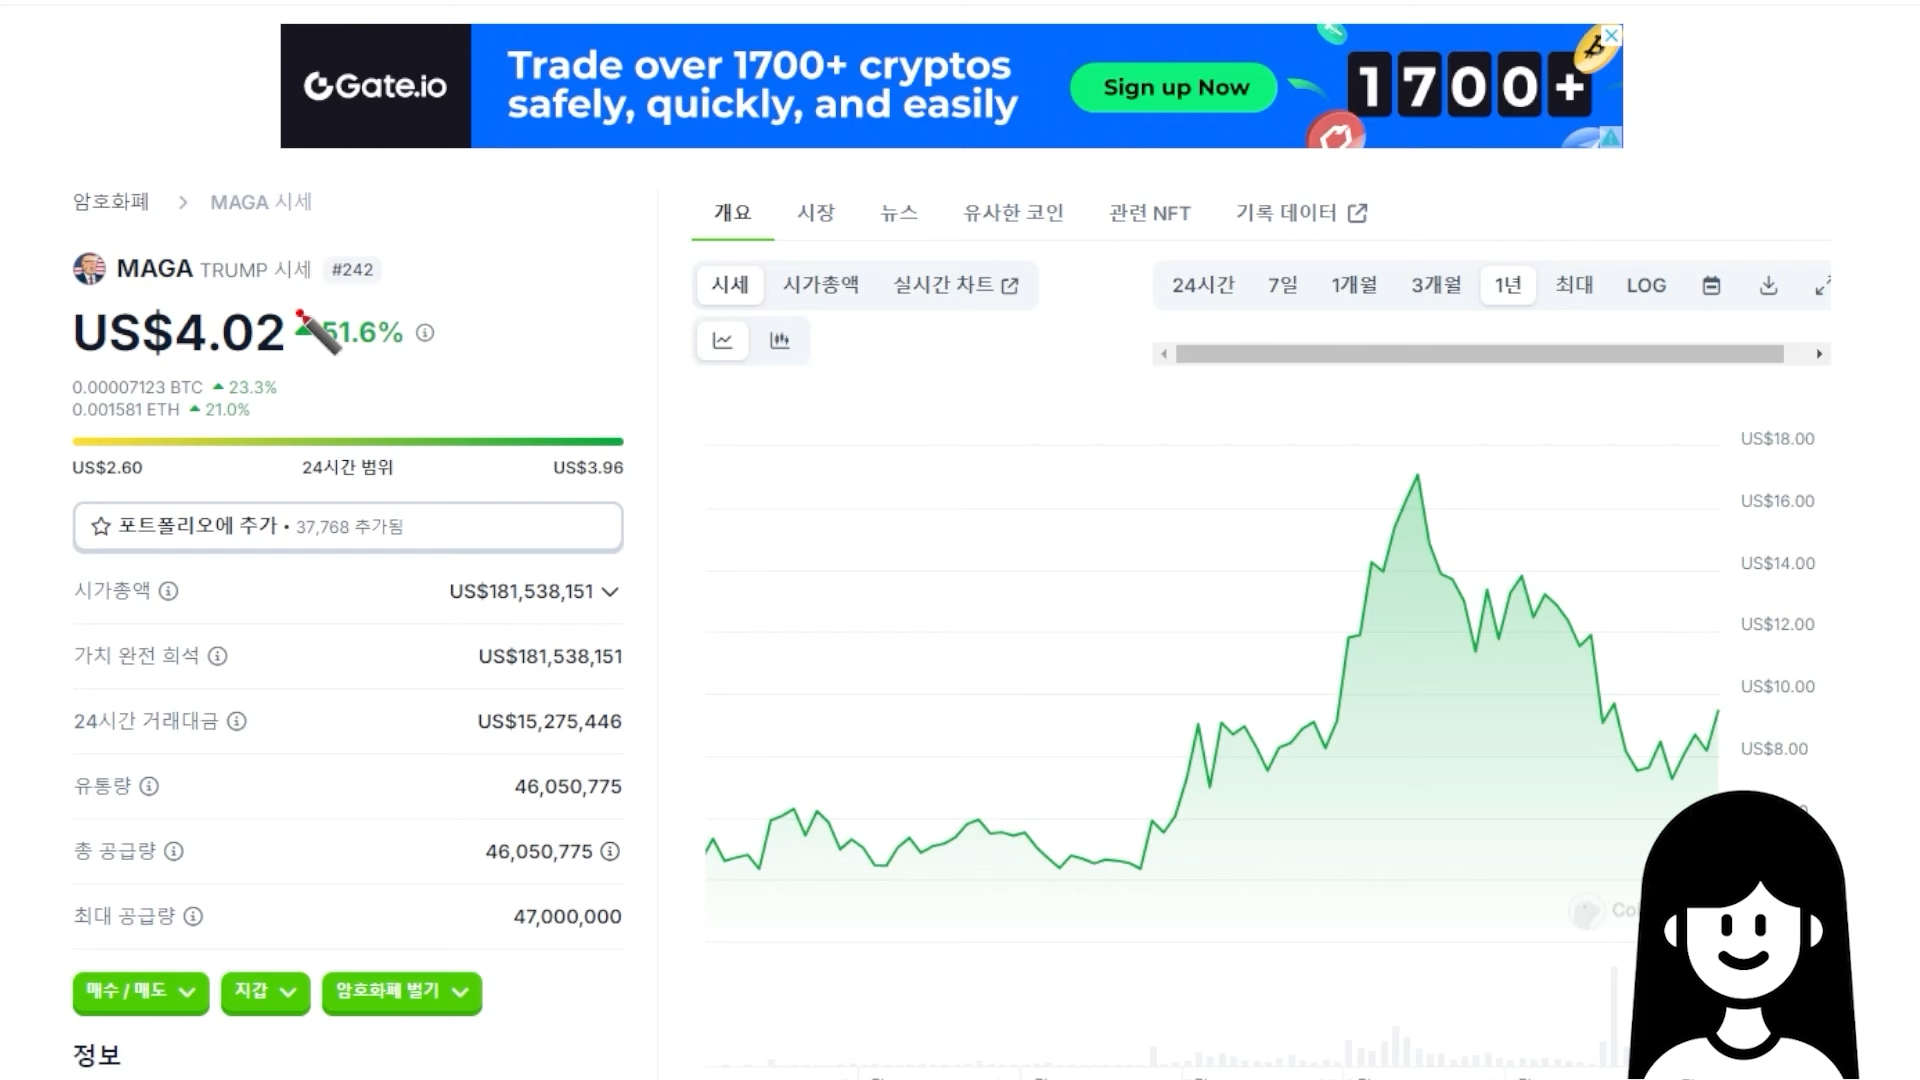 Gate.io
Trade over 1700+ cryptos
safely, quickly, and easily
Sign up Now
1700+
암호화폐 > MAGA 시세
MAGA TRUMP 시세 #242
US$4.02 51.6%
0.00007123 BTC 23.3%
0.001581 ETH 21.0%
US$2.60 24시간 범위 US$3.96
포트폴리오에 추가 • 37,768 추가됨
시가총액 US$181,538,151
가치 완전 희석 US$181,538,151
24시간 거래대금 US$15,275,446
유통량 46,050,775
총 공급량 46,050,775
최대 공급량 47,000,000
매수 / 매도 지갑 암호화폐 벌기
정보
개요 시장 뉴스 유사한 코인 관련 NFT 기록 데이터
시세 시가총액 실시간 차트
24시간 7일 1개월 3개월 1년 최대 LOG
US$18.00
US$16.00
US$14.00
US$12.00
US$10.00
US$8.00